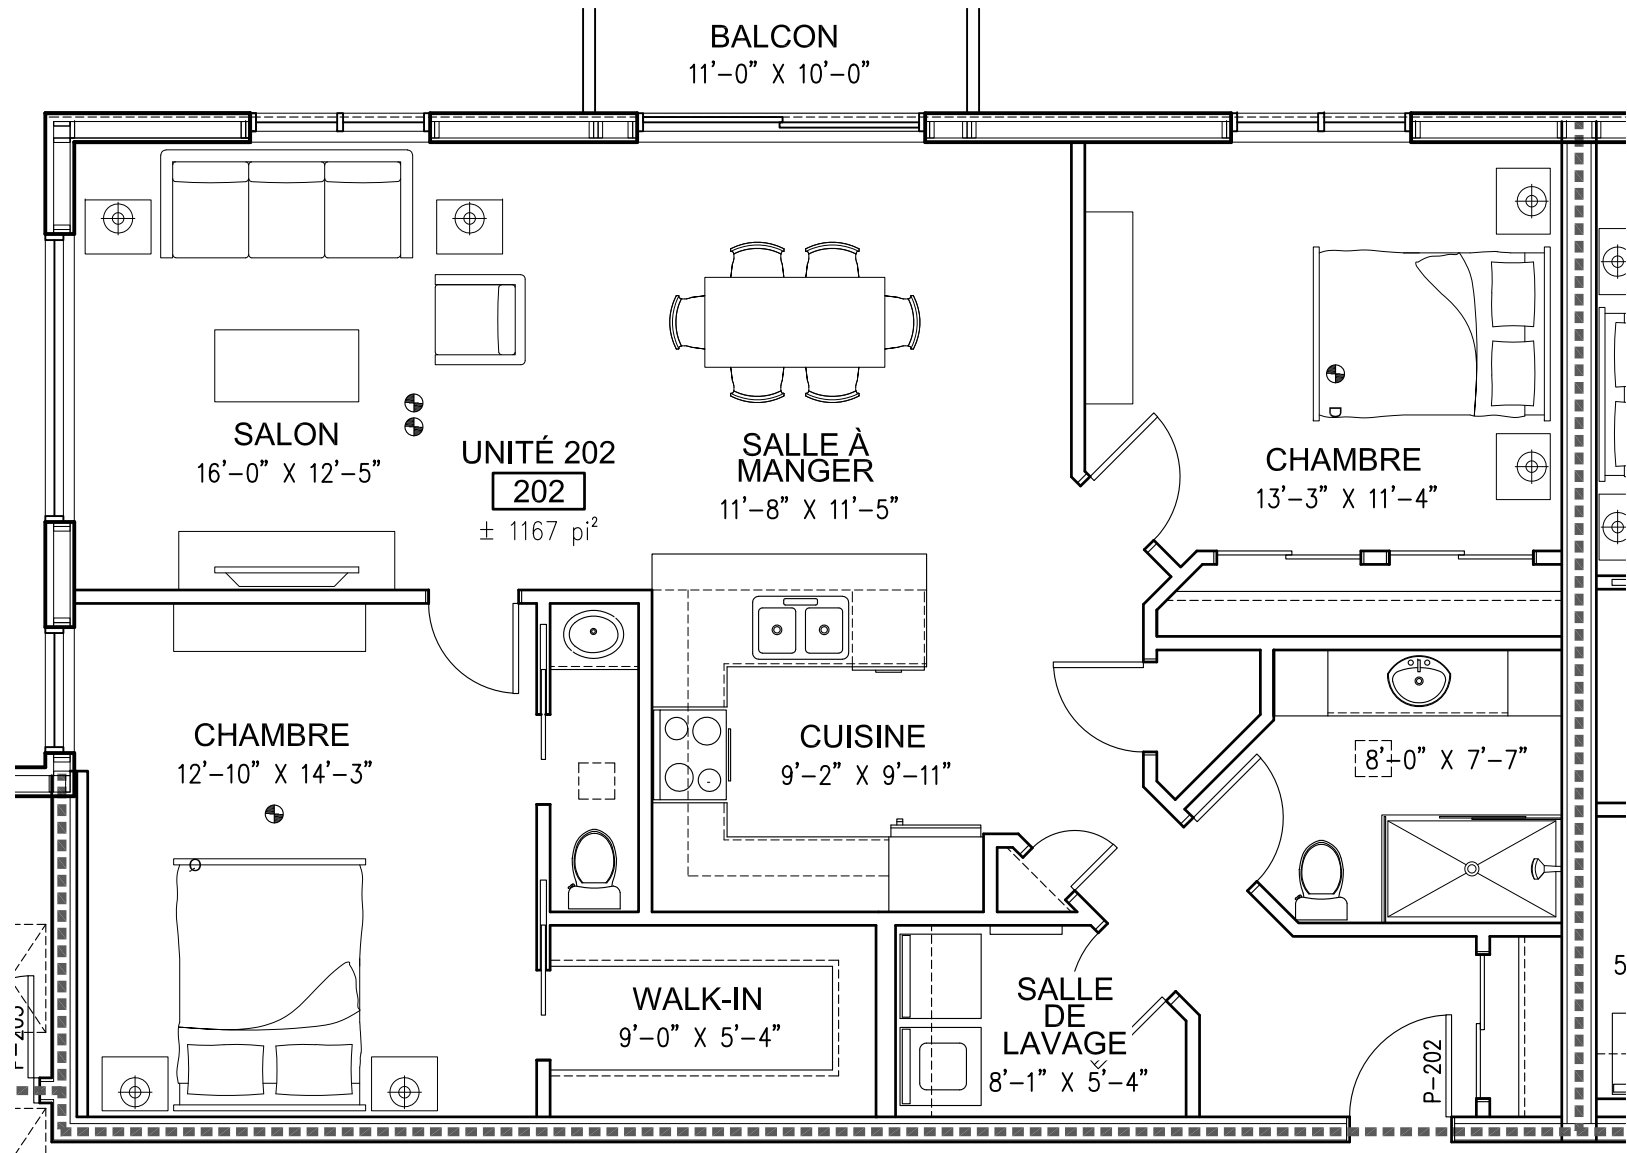 BALCON
11'-0" X 10'-0"
SALON
16'-0" X 12'-5"
UNITÉ 202
202
± 1167 pi²
SALLE À
MANGER
11'-8" X 11'-5"
CHAMBRE
13'-3" X 11'-4"
CHAMBRE
12'-10" X 14'-3"
CUISINE
9'-2" X 9'-11"
8'-0" X 7'-7"
WALK-IN
9'-0" X 5'-4"
SALLE
DE
LAVAGE
8'-1" X 5'-4"
P-202
5